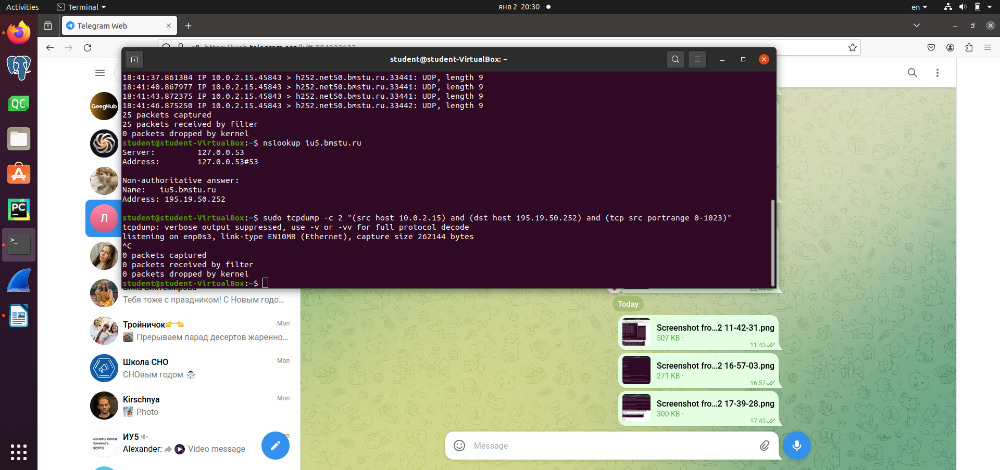 Activities
Terminal
янв 2 20:30
en
Telegram Web
student@student-VirtualBox: ~
18:41:37.861384 IP 10.0.2.15.45843 > h252.net50.bmstu.ru.33441: UDP, length 9
18:41:40.867977 IP 10.0.2.15.45843 > h252.net50.bmstu.ru.33441: UDP, length 9
18:41:43.872375 IP 10.0.2.15.45843 > h252.net50.bmstu.ru.33441: UDP, length 9
18:41:46.875250 IP 10.0.2.15.45843 > h252.net50.bmstu.ru.33442: UDP, length 9
25 packets captured
25 packets received by filter
0 packets dropped by kernel
student@student-VirtualBox:~$ nslookup iu5.bmstu.ru
Server: 127.0.0.53
Address: 127.0.0.53#53
Non-authoritative answer:
Name: iu5.bmstu.ru
Address: 195.19.50.252
student@student-VirtualBox:~$ sudo tcpdump -c 2 "(src host 10.0.2.15) and (dst host 195.19.50.252) and (tcp src portrange 0-1023)"
tcpdump: verbose output suppressed, use -v or -vv for full protocol decode
listening on enp0s3, link-type EN10MB (Ethernet), capture size 262144 bytes
^C
0 packets captured
0 packets received by filter
0 packets dropped by kernel
student@student-VirtualBox:~$
QC
PC
>_
GeegHub
Л
Тебя тоже с праздником! С Новым годо...
Тройничок👉👈 Mon
Прерываем парад десертов жаренно...
Школа СНО Mon
СНОвым годом ☃
Kirschnya Mon
Photo
Фанаты секса
покиньте
группу
ИУ5
Alexander: Video message
22:44
Today
Screenshot fro...2 11-42-31.png
507 KB ·
11:43
Screenshot fro...2 16-57-03.png
271 KB ·
16:57
Screenshot fro...2 17-39-28.png
300 KB ·
17:43
Message